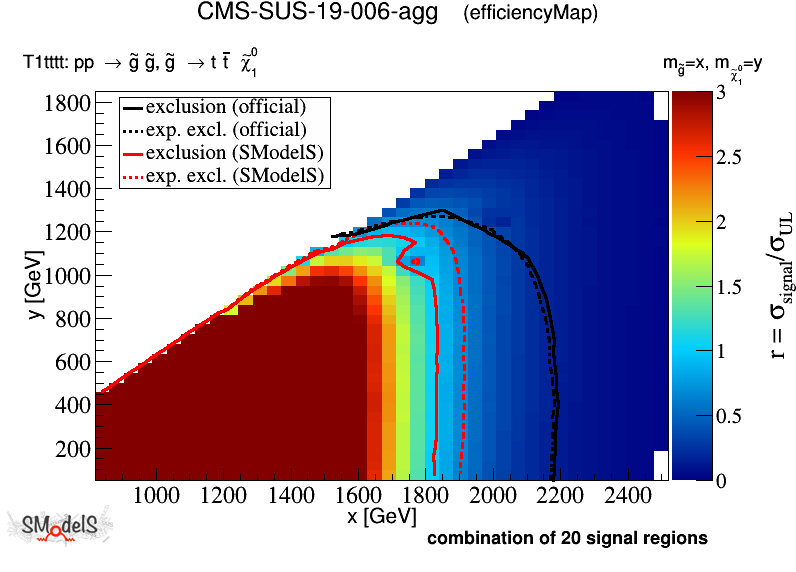 CMS-SUS-19-006-agg (efficiencyMap)
T1tttt: pp → g̃ g̃, g̃ → t t̄ χ̃⁰₁
m_g̃=x, m_χ̃⁰₁=y
exclusion (official)
exp. excl. (official)
exclusion (SModelS)
exp. excl. (SModelS)
1800
1600
1400
1200
1000
800
600
400
200
y [GeV]
1000 1200 1400 1600 1800 2000 2200 2400
x [GeV]
3
2.5
2
1.5
1
0.5
0
r = σ_signal/σ_UL
SModelS
combination of 20 signal regions